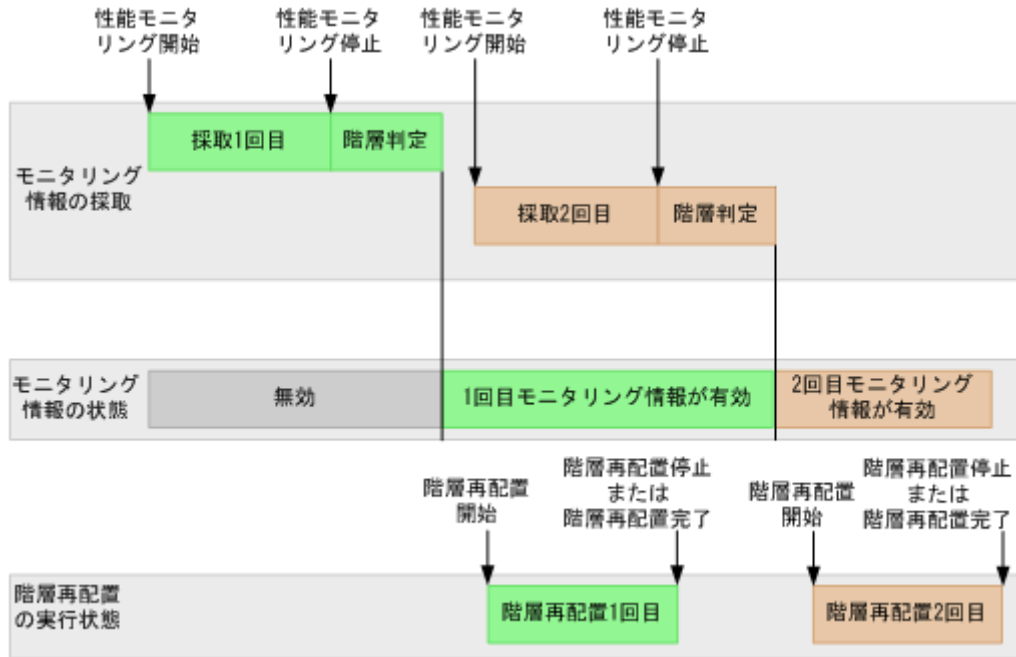 性能モニタ
リング開始
性能モニタ
リング停止
性能モニタ
リング開始
性能モニタ
リング停止
モニタリング
情報の採取
採取1回目
階層判定
採取2回目
階層判定
モニタリング
情報の状態
無効
1回目モニタリング情報が有効
2回目モニタリング
情報が有効
階層再配置
開始
階層再配置停止
または
階層再配置完了
階層再配置
開始
階層再配置停止
または
階層再配置完了
階層再配置
の実行状態
階層再配置1回目
階層再配置2回目